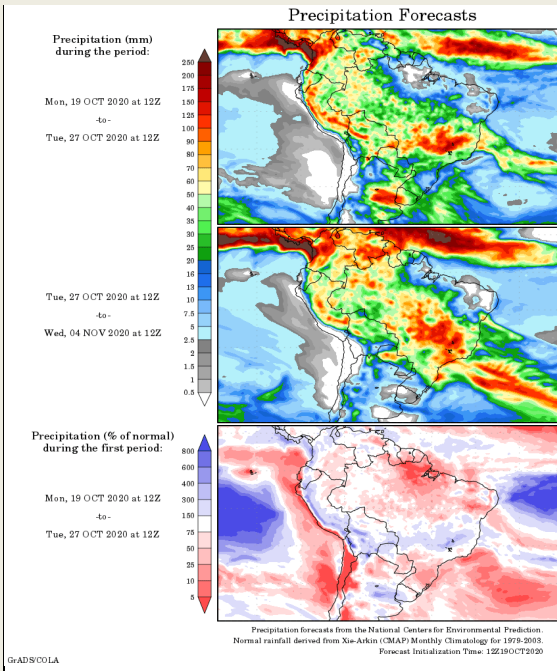 Precipitation Forecasts
Precipitation (mm)
during the period:
Mon, 19 OCT 2020 at 12Z
-to-
Tue, 27 OCT 2020 at 12Z
250
200
175
150
125
100
90
80
70
60
50
40
35
30
25
20
16
13
10
7.5
5
2.5
2
1.5
1
0.5
Tue, 27 OCT 2020 at 12Z
-to-
Wed, 04 NOV 2020 at 12Z
Precipitation (% of normal)
during the first period:
Mon, 19 OCT 2020 at 12Z
-to-
Tue, 27 OCT 2020 at 12Z
800
600
400
300
150
75
50
25
10
5
Precipitation forecasts from the National Centers for Environmental Prediction.
Normal rainfall derived from Xie-Arkin (CMAP) Monthly Climatology for 1979-2003.
Forecast Initialization Time: 12Z19OCT2020
GrADS/COLA